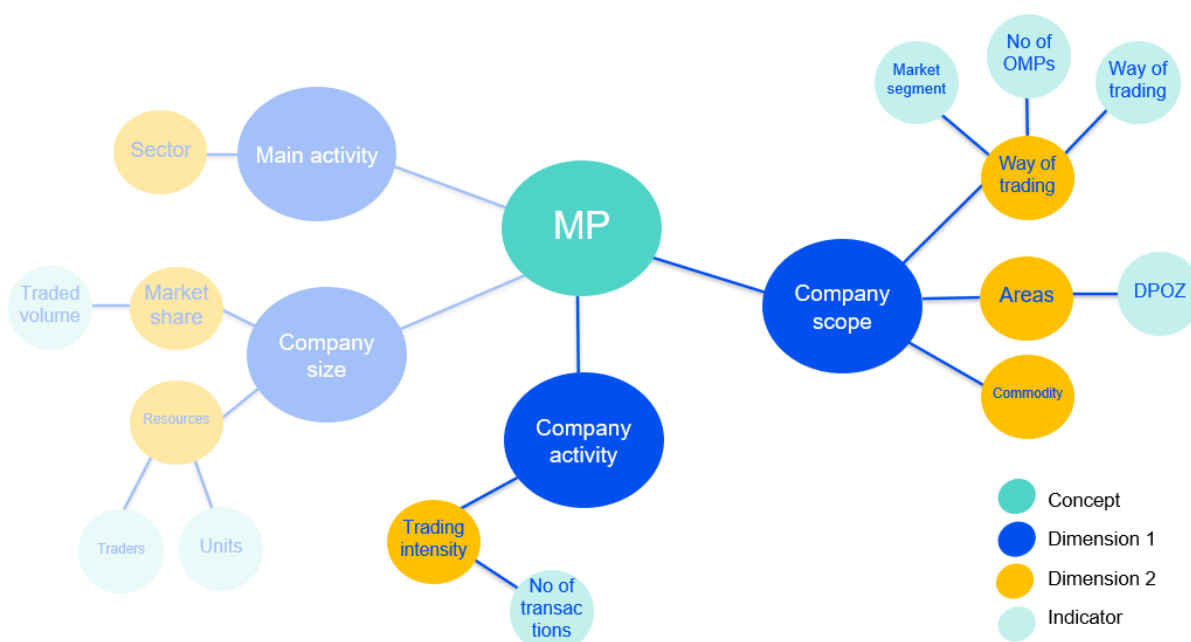 No of
OMPs
Market
segment
Way of
trading
Sector
Main activity
Way of
trading
MP
Traded
volume
Market
share
Company
size
Company
scope
Areas
DPOZ
Resources
Commodity
Company
activity
Traders
Units
Trading
intensity
No of
transac
tions
Concept
Dimension 1
Dimension 2
Indicator